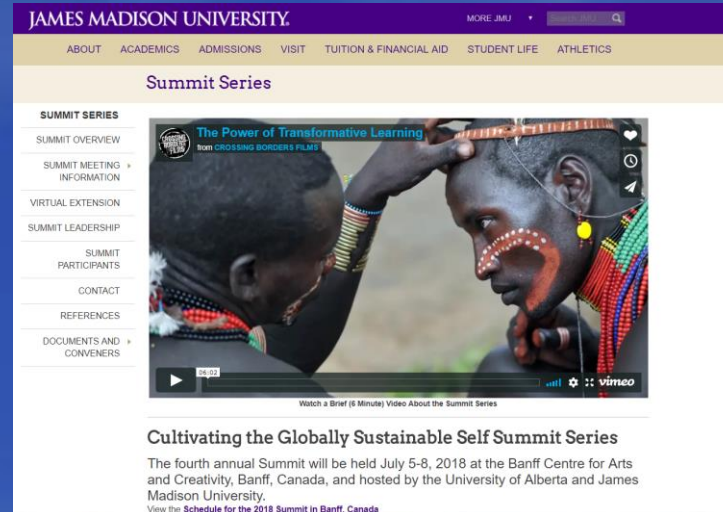 JAMES MADISON UNIVERSITY.
MORE JMU
Search JMU
ABOUT ACADEMICS ADMISSIONS VISIT TUITION & FINANCIAL AID STUDENT LIFE ATHLETICS
Summit Series
SUMMIT SERIES
SUMMIT OVERVIEW
SUMMIT MEETING
INFORMATION
VIRTUAL EXTENSION
SUMMIT LEADERSHIP
SUMMIT
PARTICIPANTS
CONTACT
REFERENCES
DOCUMENTS AND
CONVENERS
CROSSING BORDERS FILMS
The Power of Transformative Learning
from CROSSING BORDERS FILMS
06:02
vimeo
Watch a Brief (6 Minute) Video About the Summit Series
Cultivating the Globally Sustainable Self Summit Series
The fourth annual Summit will be held July 5-8, 2018 at the Banff Centre for Arts
and Creativity, Banff, Canada, and hosted by the University of Alberta and James
Madison University.
View the Schedule for the 2018 Summit in Banff, Canada